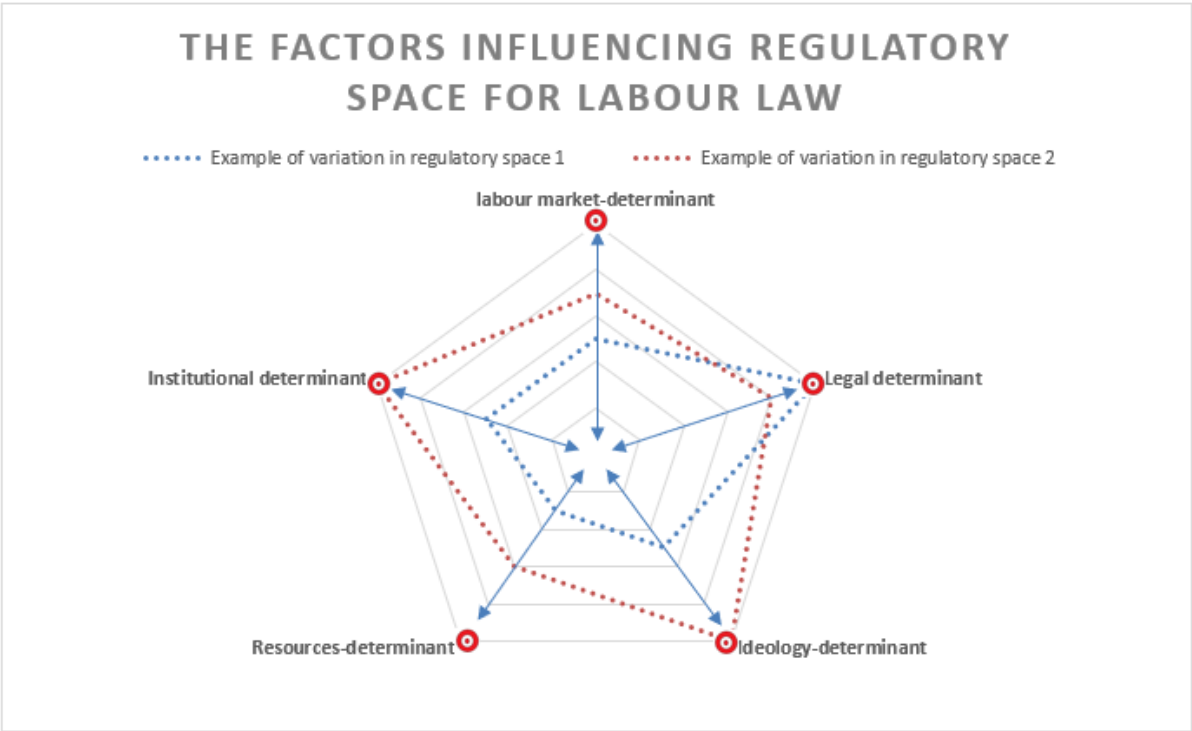 THE FACTORS INFLUENCING REGULATORY
SPACE FOR LABOUR LAW
Example of variation in regulatory space 1
Example of variation in regulatory space 2
labour market-determinant
Institutional determinant
Legal determinant
Resources-determinant
Ideology-determinant